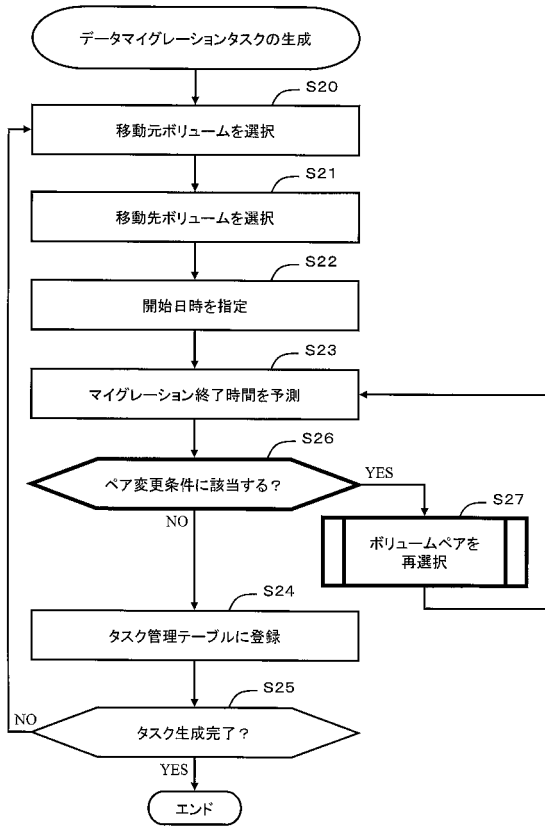 データマイグレーションタスクの生成
S20
移動元ボリュームを選択
S21
移動先ボリュームを選択
S22
開始日時を指定
S23
マイグレーション終了時間を予測
S26
ペア変更条件に該当する?
YES
NO
S27
ボリュームペアを
再選択
S24
タスク管理テーブルに登録
S25
タスク生成完了?
NO
YES
エンド